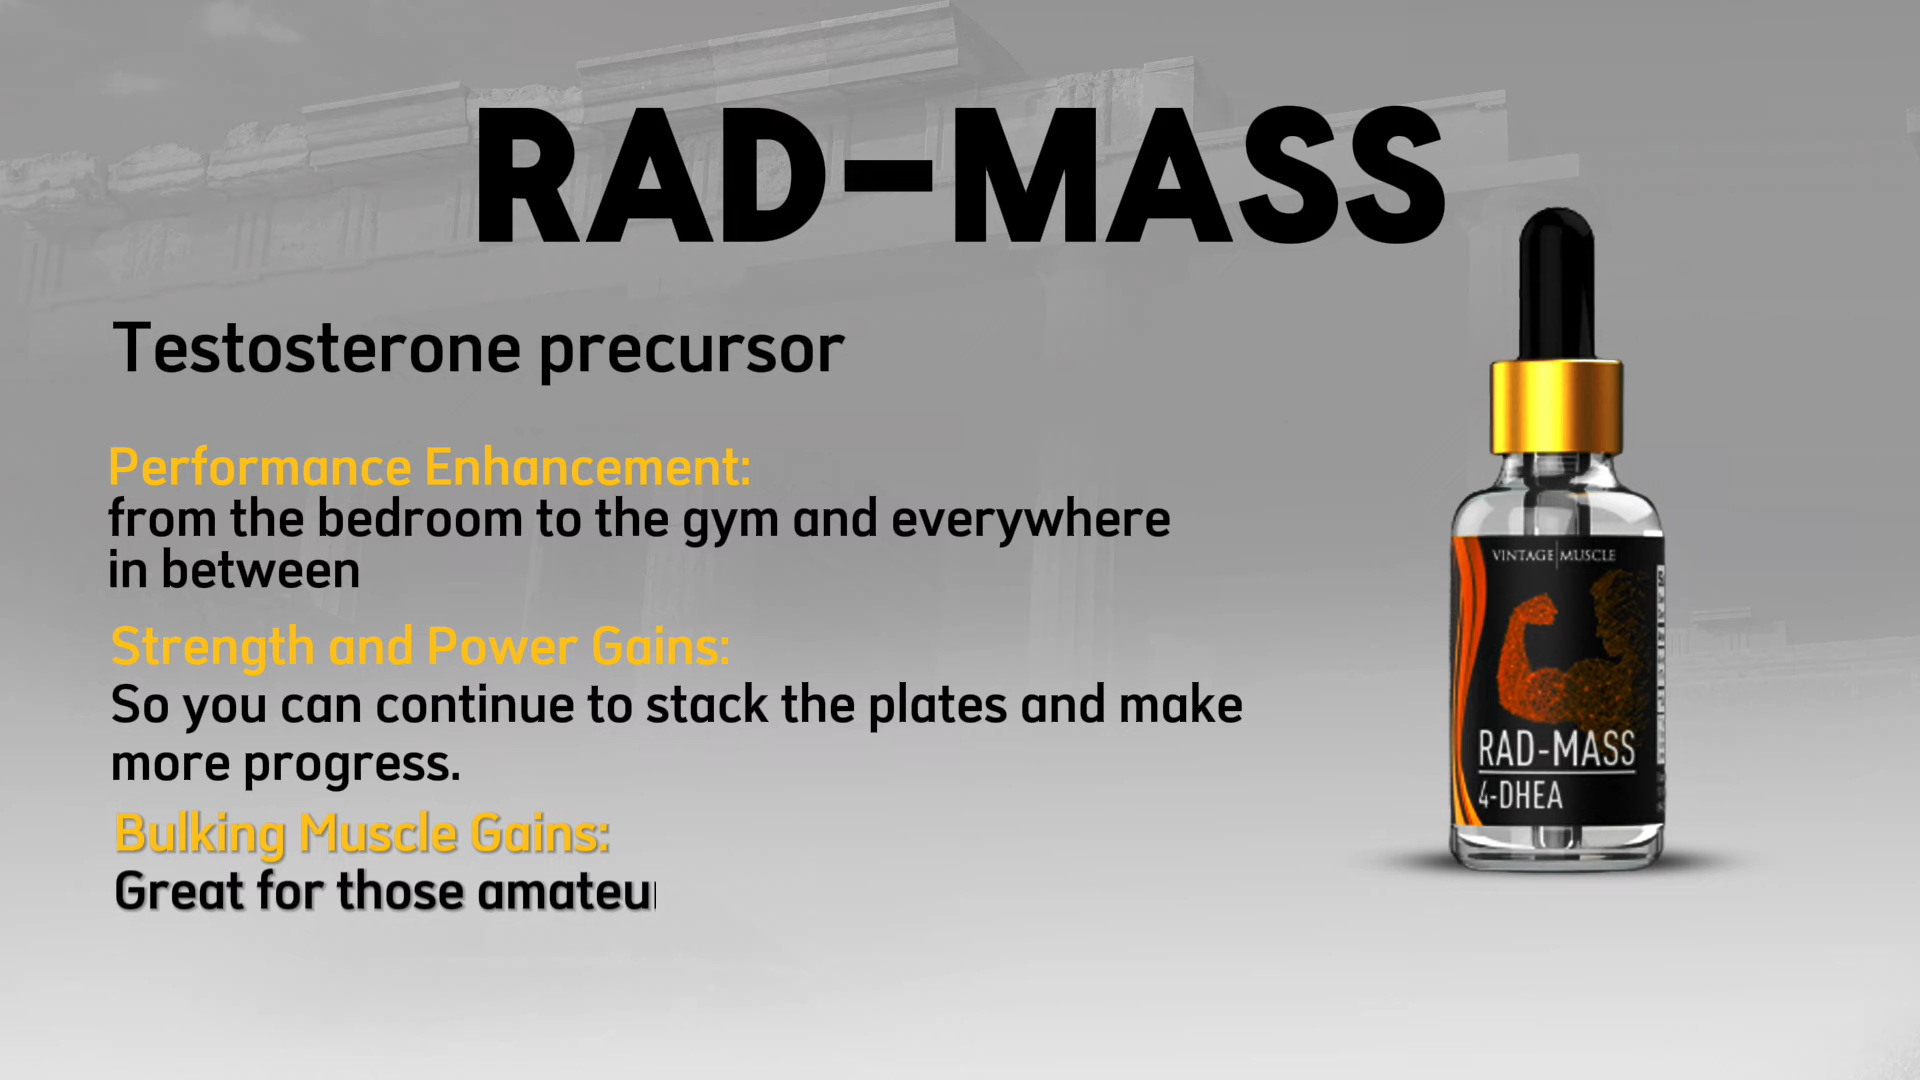 RAD-MASS
Testosterone precursor
Performance Enhancement:
from the bedroom to the gym and everywhere
in between
Strength and Power Gains:
So you can continue to stack the plates and make
more progress.
Bulking Muscle Gains:
Great for those amateu
VINTAGE MUSCLE
RAD-MASS
4-DHEA